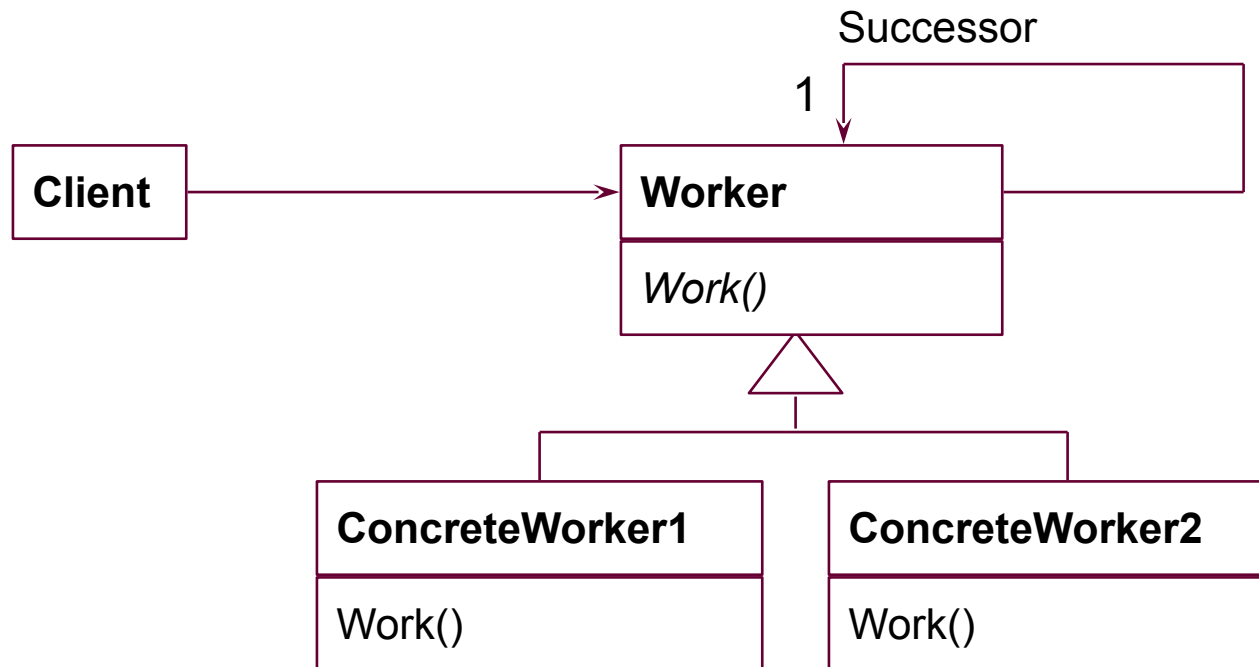 Successor
1
Client
Worker
Work()
ConcreteWorker1
ConcreteWorker2
Work()
Work()